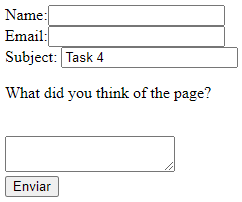 Name:
Email:
Subject: Task 4
What did you think of the page?
Enviar